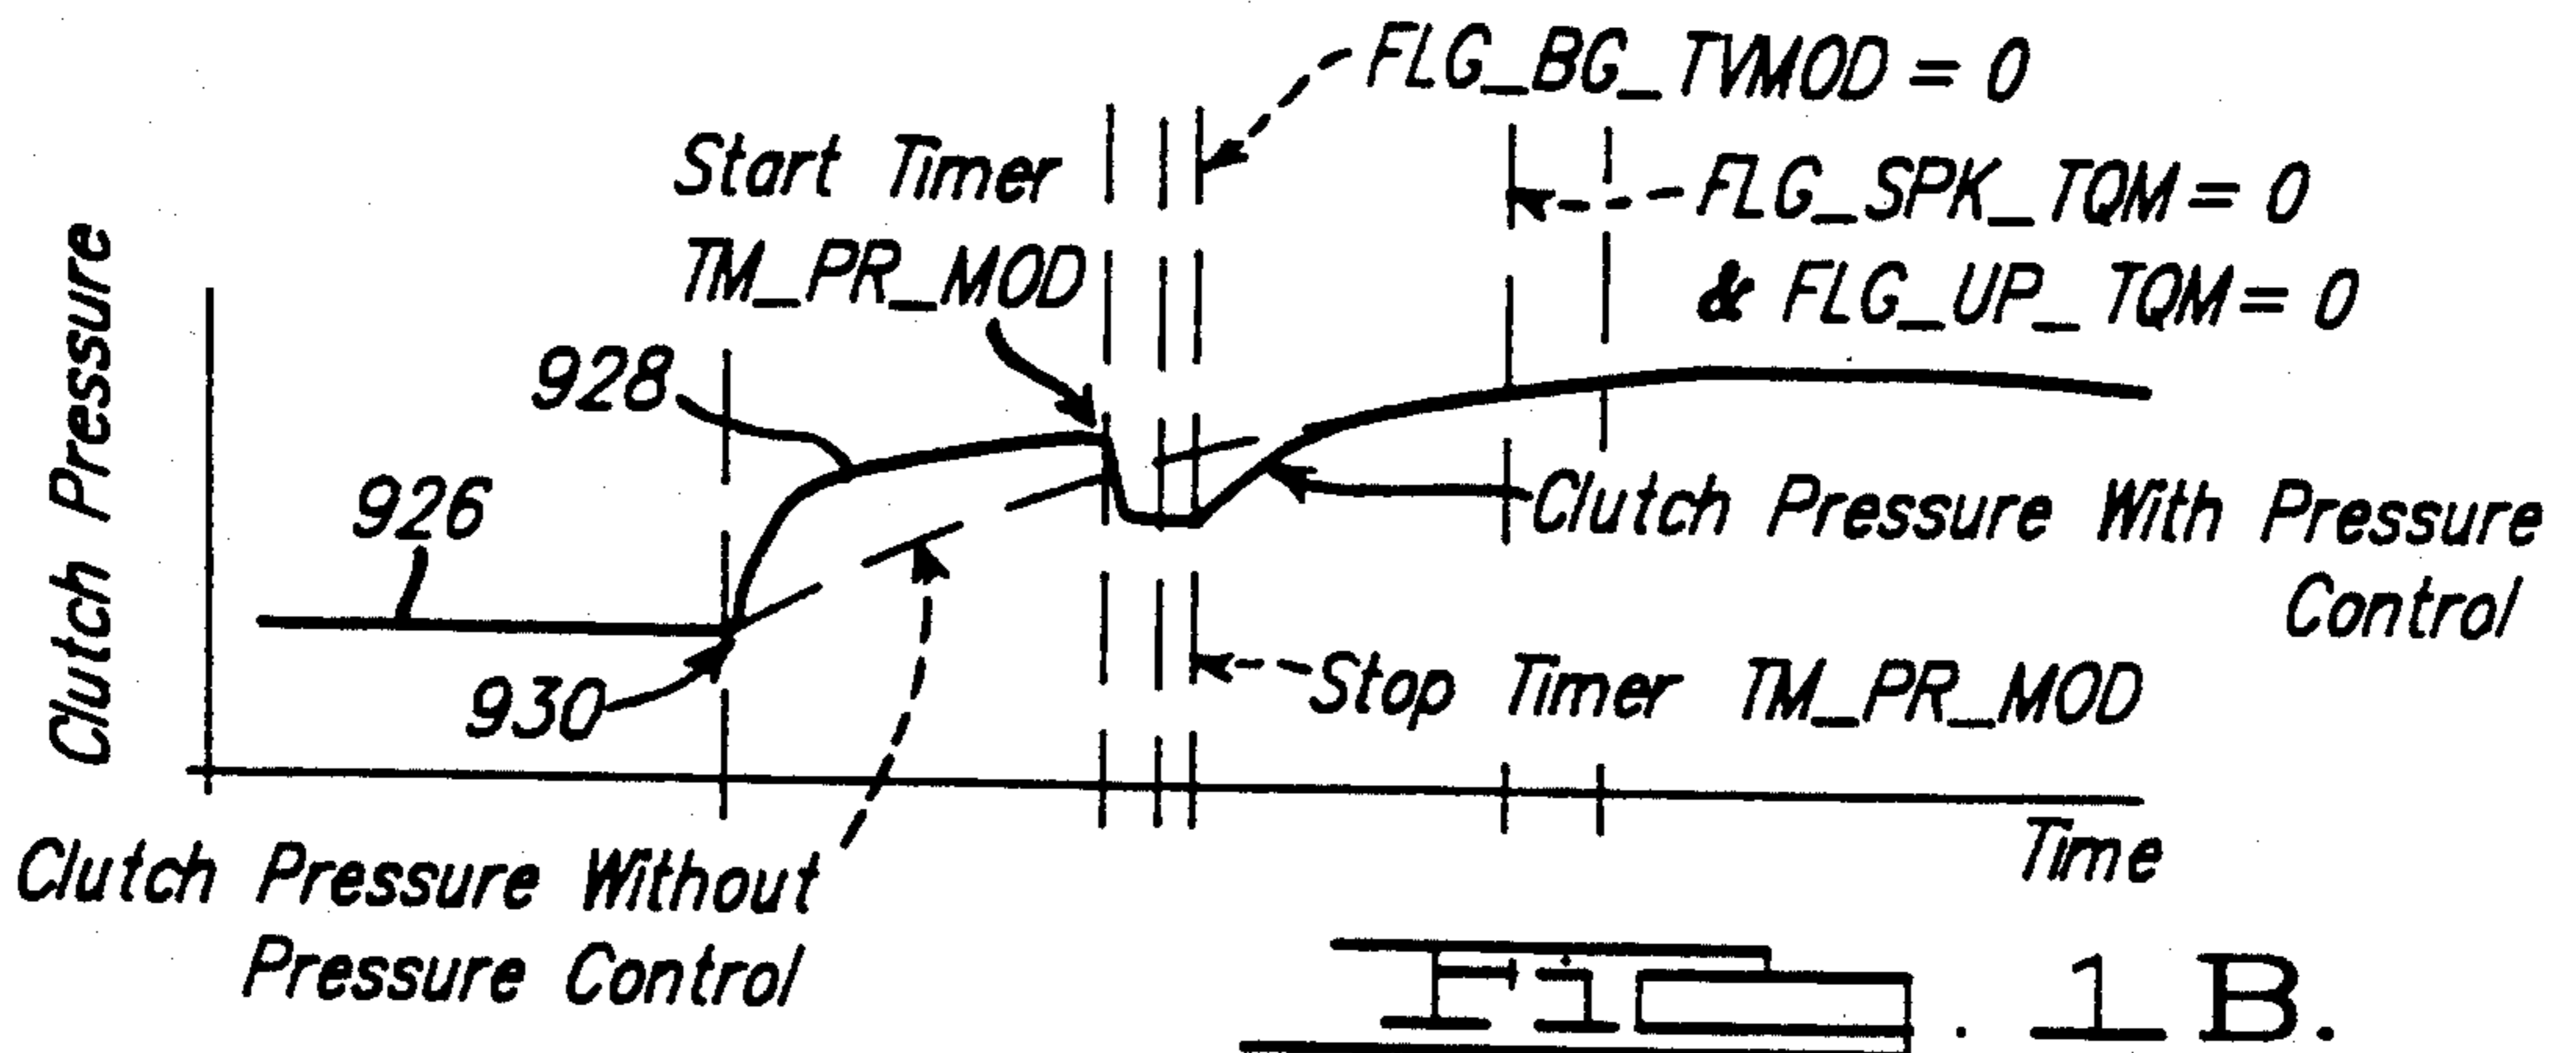 FLG_BG_TVMOD = 0
Start Timer
TM_PR_MOD
FLG_SPK_TQM = 0
& FLG_UP_TQM = 0
Clutch Pressure
928
926
930
Clutch Pressure With Pressure
Control
Stop Timer TM_PR_MOD
Time
Clutch Pressure Without
Pressure Control
Fig. 1B.